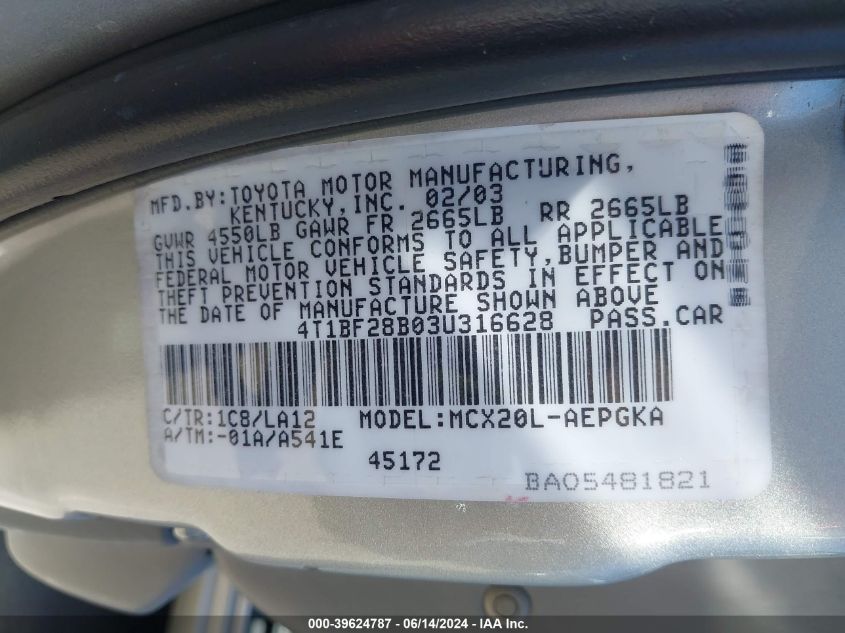 MFD.BY:TOYOTA MOTOR MANUFACTURING,
KENTUCKY,INC. 02/03
GVWR 4550LB GAWR FR 2665LB RR 2665LB
THIS VEHICLE CONFORMS TO ALL APPLICABLE
FEDERAL MOTOR VEHICLE SAFETY,BUMPER AND
THEFT PREVENTION STANDARDS IN EFFECT ON
THE DATE OF MANUFACTURE SHOWN ABOVE
4T1BF28B03U316628 PASS.CAR
C/TR:1C8/LA12 MODEL:MCX20L-AEPGKA
A/TM:-01A/A541E
45172
BA05481821
000-39624787 - 06/14/2024 - IAA Inc.